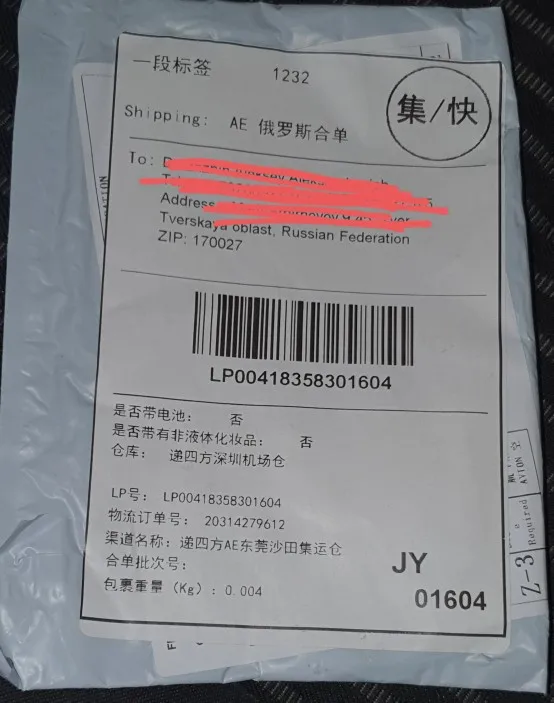 一段标签 1232
集/快
Shipping: AE 俄罗斯合单
To:
Address
Tverskaya oblast, Russian Federation
ZIP: 170027
LP00418358301604
是否带电池: 否
是否带有非液体化妆品: 否
仓库: 递四方深圳机场仓
LP号: LP00418358301604
物流订单号: 20314279612
渠道名称: 递四方AE东莞沙田集运仓
合单批次号:
包裹重量(Kg): 0.004
JY
01604
Z-3
Required
AVION